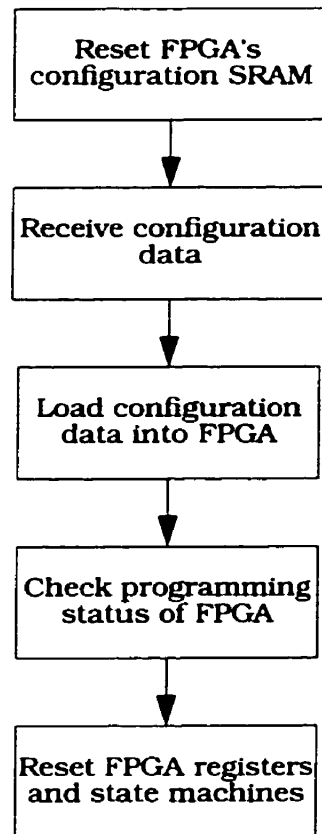 Reset FPGA's
configuration SRAM
Receive configuration
data
Load configuration
data into FPGA
Check programming
status of FPGA
Reset FPGA registers
and state machines